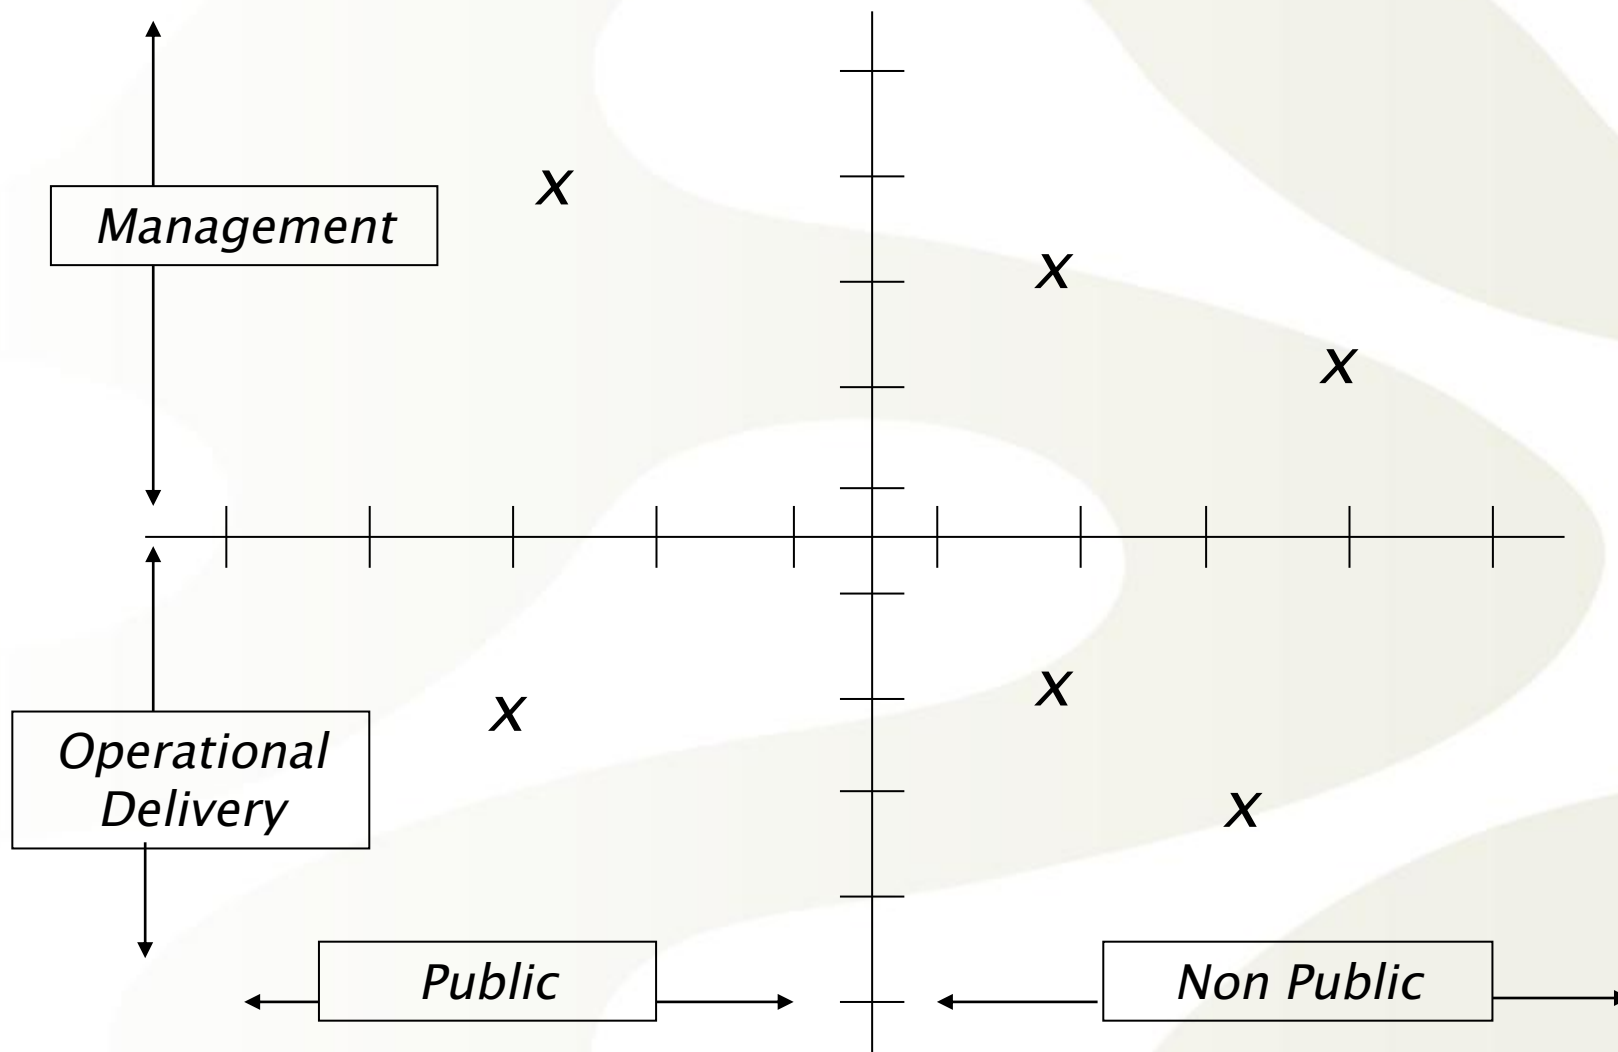 x
Management
x
x
x
x
Operational
Delivery
x
Public
Non Public